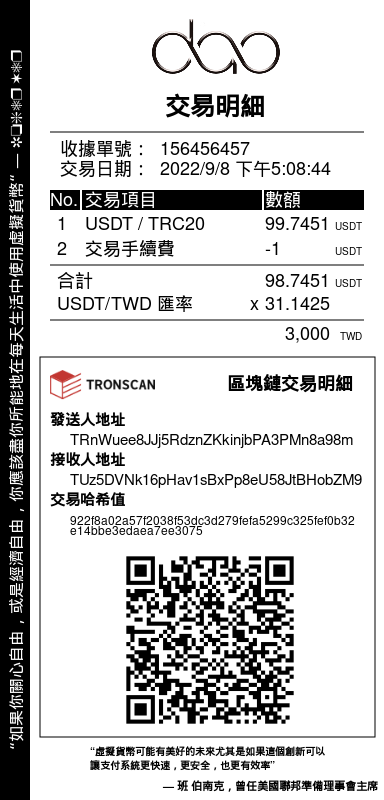 dao
交易明細
收據單號： 156456457
交易日期： 2022/9/8 下午5:08:44
No. 交易項目 數額
1 USDT / TRC20 99.7451 USDT
2 交易手續費 -1 USDT
合計 98.7451 USDT
USDT/TWD 匯率 x 31.1425
3,000 TWD
TRONSCAN 區塊鏈交易明細
發送人地址
TRnWuee8JJj5RdznZKkinjbPA3PMn8a98m
接收人地址
TUz5DVNk16pHav1sBxPp8eU58JtBHobZM9
交易哈希值
922f8a02a57f2038f53dc3d279fefa5299c325fef0b32
e14bbe3edaea7ee3075
“虛擬貨幣可能有美好的未來尤其是如果這個創新可以
讓支付系統更快速，更安全，也更有效率”
— 班 伯南克，曾任美國聯邦準備理事會主席
“如果你關心自由，或是經濟自由，你應該盡你所能地在每天生活中使用虛擬貨幣” —